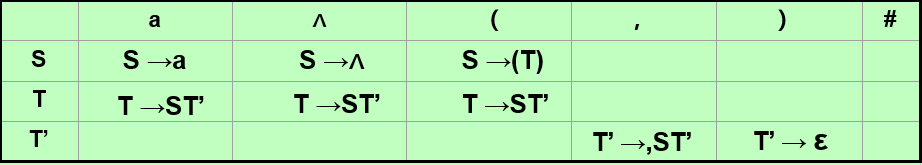 a ʌ ( , ) #
S S →a S →ʌ S →(T)
T T →ST’ T →ST’ T →ST’
T’ T’ →,ST’ T’ → ε